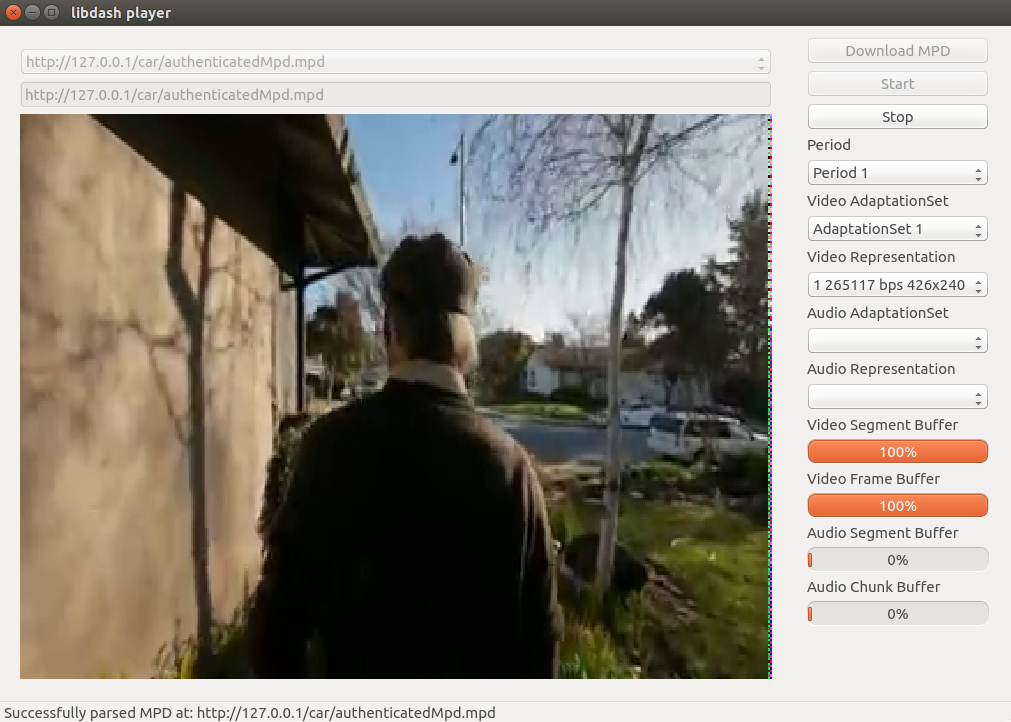 libdash player
http://127.0.0.1/car/authenticatedMpd.mpd
http://127.0.0.1/car/authenticatedMpd.mpd
Download MPD
Start
Stop
Period
Period 1
Video AdaptationSet
AdaptationSet 1
Video Representation
1 265117 bps 426x240
Audio AdaptationSet
Audio Representation
Video Segment Buffer
100%
Video Frame Buffer
100%
Audio Segment Buffer
0%
Audio Chunk Buffer
0%
Successfully parsed MPD at: http://127.0.0.1/car/authenticatedMpd.mpd